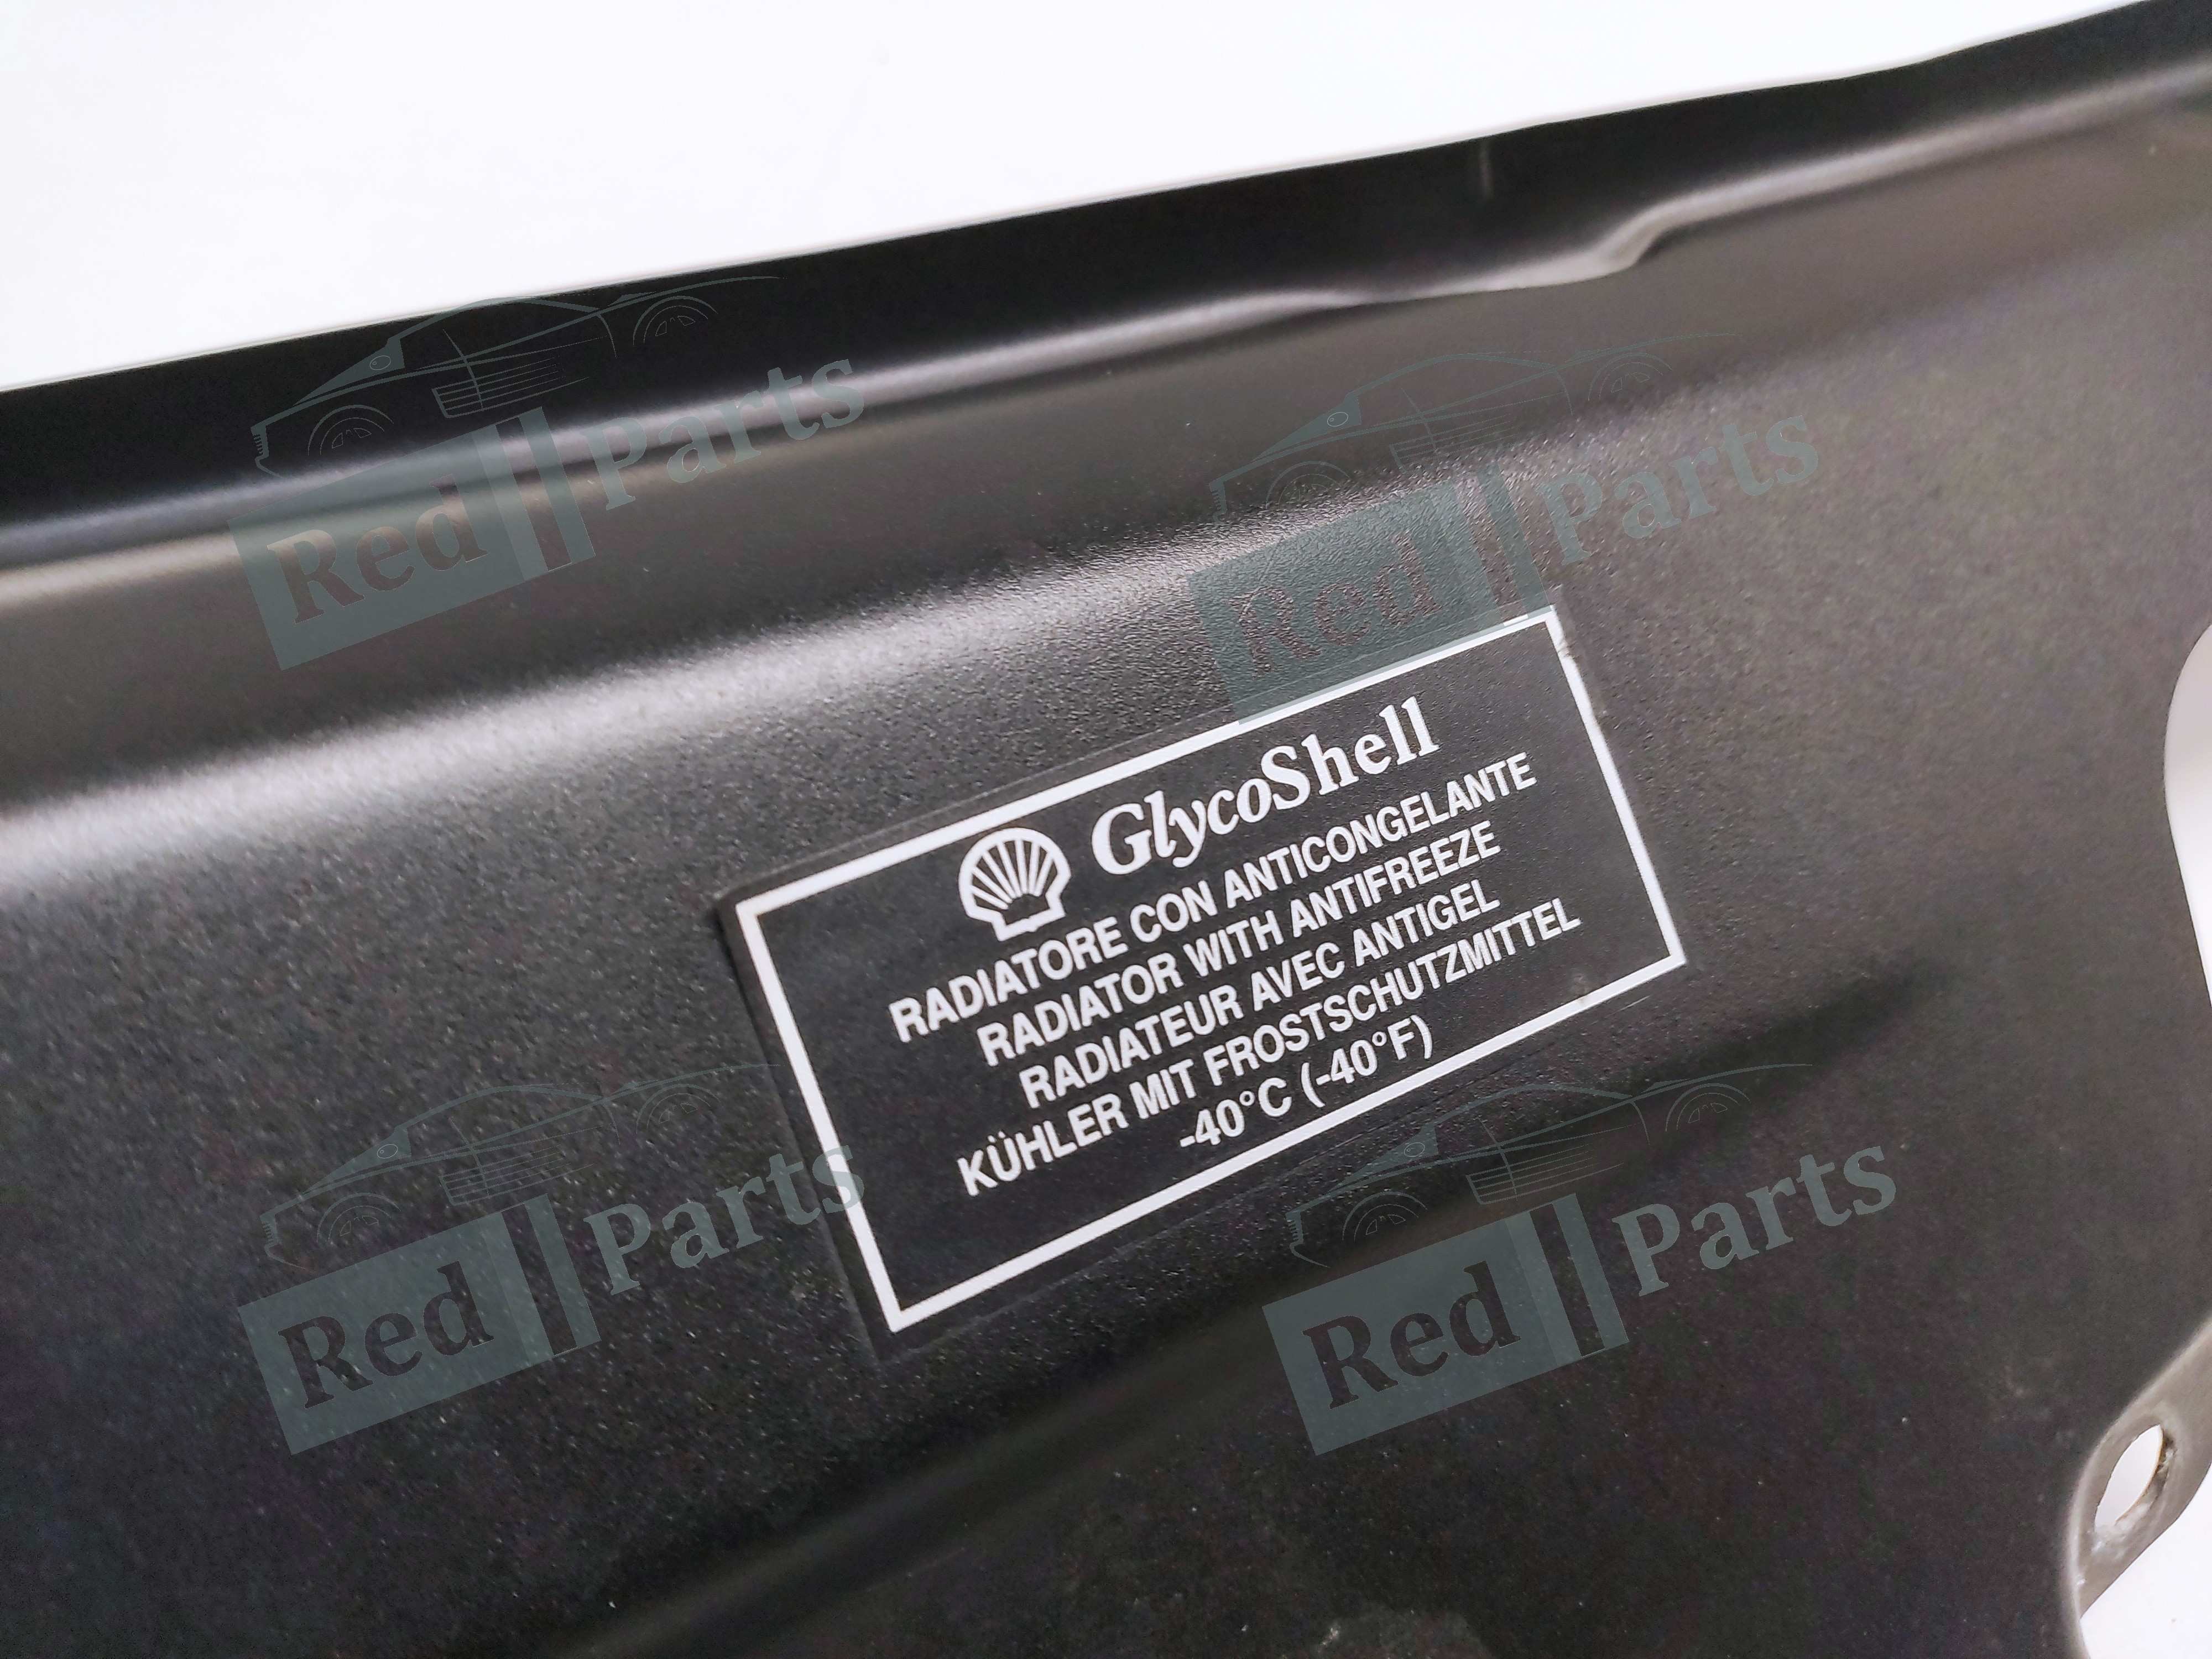 Red Parts
Red Parts
GlycoShell
RADIATORE CON ANTICONGELANTE
RADIATOR WITH ANTIFREEZE
RADIATEUR AVEC ANTIGEL
KÜHLER MIT FROSTSCHUTZMITTEL
-40°C (-40°F)
Red Parts
Red Parts